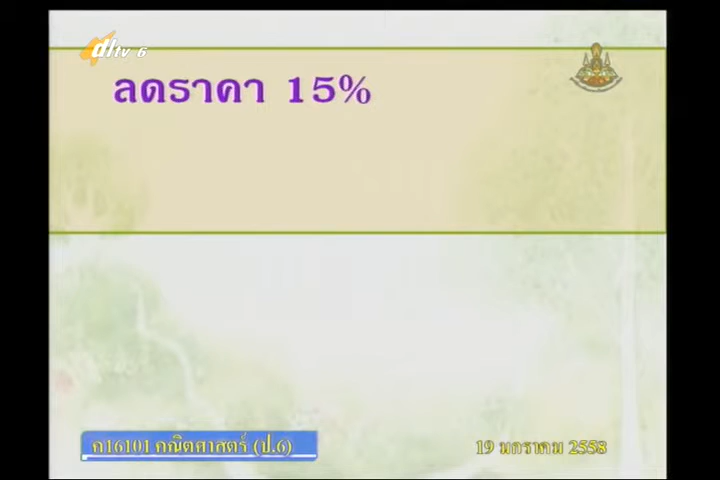 dltv 6
ลดราคา 15%
ค16101 คณิตศาสตร์ (ป.6)
19 มกราคม 2558